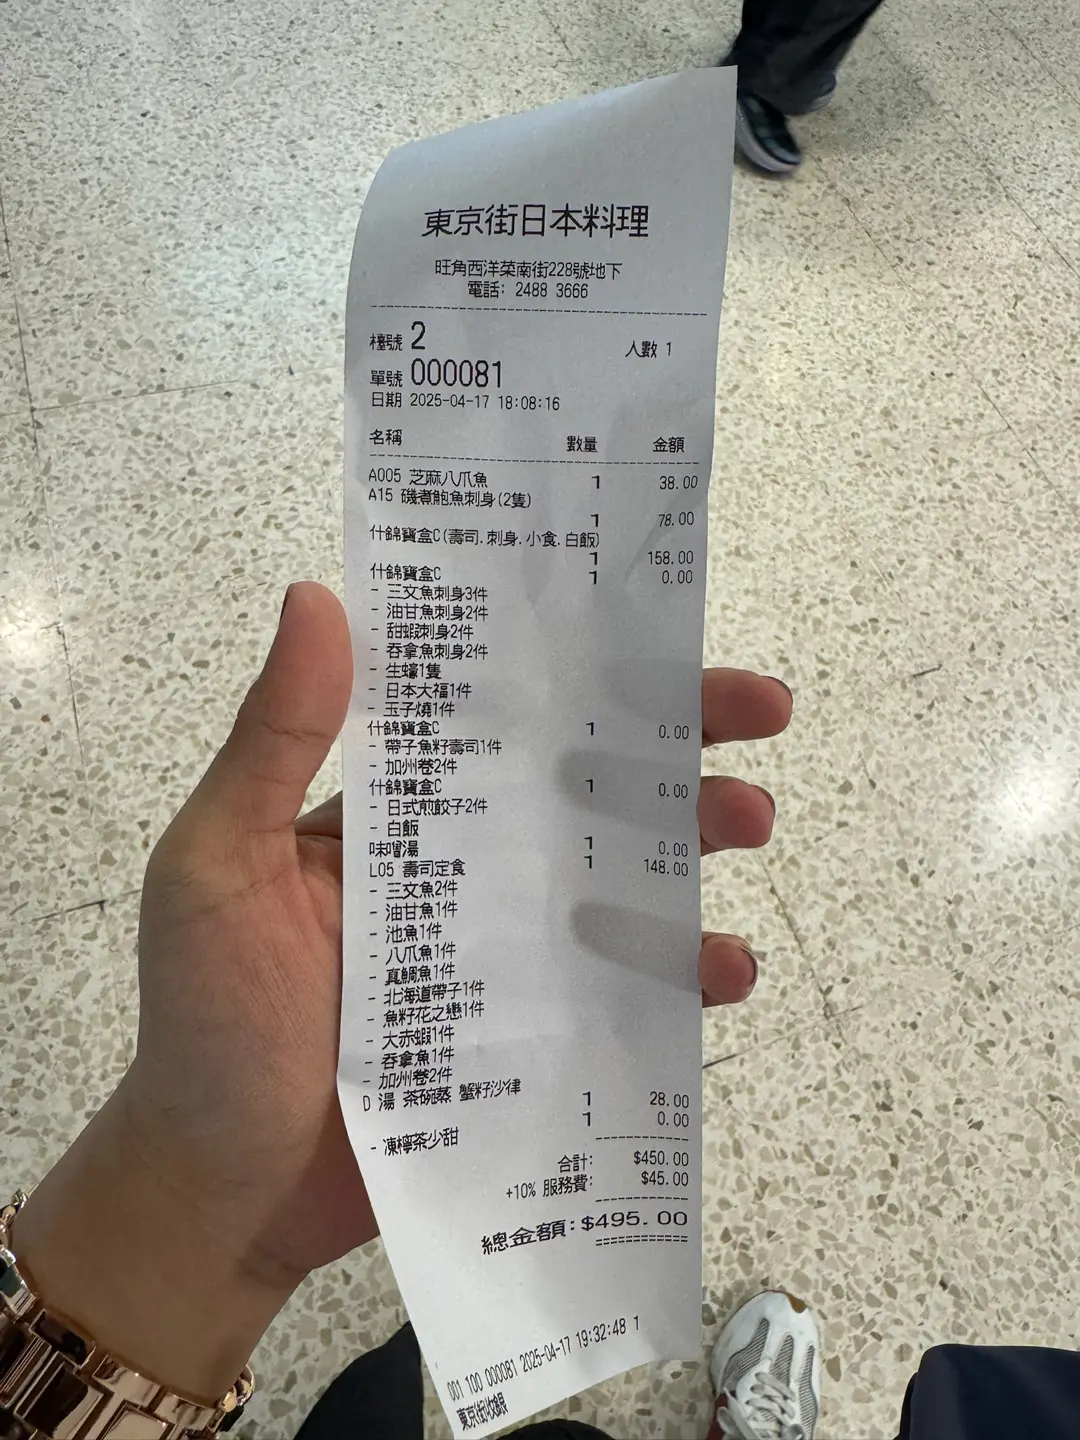 東京街日本料理
旺角西洋菜南街228號地下
電話: 2488 3666
檯號 2 人數 1
單號 000081
日期 2025-04-17 18:08:16
名稱 數量 金額
A005 芝麻八爪魚 1 38.00
A15 磯煮鮑魚刺身(2隻)
1 78.00
什錦寶盒C(壽司.刺身.小食.白飯)
1 158.00
什錦寶盒C 1 0.00
- 三文魚刺身3件
- 油甘魚刺身2件
- 甜蝦刺身2件
- 吞拿魚刺身2件
- 生蠔1隻
- 日本大福1件
- 玉子燒1件
什錦寶盒C 1 0.00
- 帶子魚籽壽司1件
- 加州卷2件
什錦寶盒C 1 0.00
- 日式煎餃子2件
- 白飯
味噌湯 1 0.00
L05 壽司定食 1 148.00
- 三文魚2件
- 油甘魚1件
- 池魚1件
- 八爪魚1件
- 真鯛魚1件
- 北海道帶子1件
- 魚籽花之戀1件
- 大赤蝦1件
- 吞拿魚1件
- 加州卷2件
D 湯 茶碗蒸 蟹籽沙律 1 28.00
1 0.00
- 凍檸茶少甜
合計: $450.00
+10% 服務費: $45.00
總金額:$495.00
001 100 000081 2025-04-17 19:32:48 1
東京街收銀